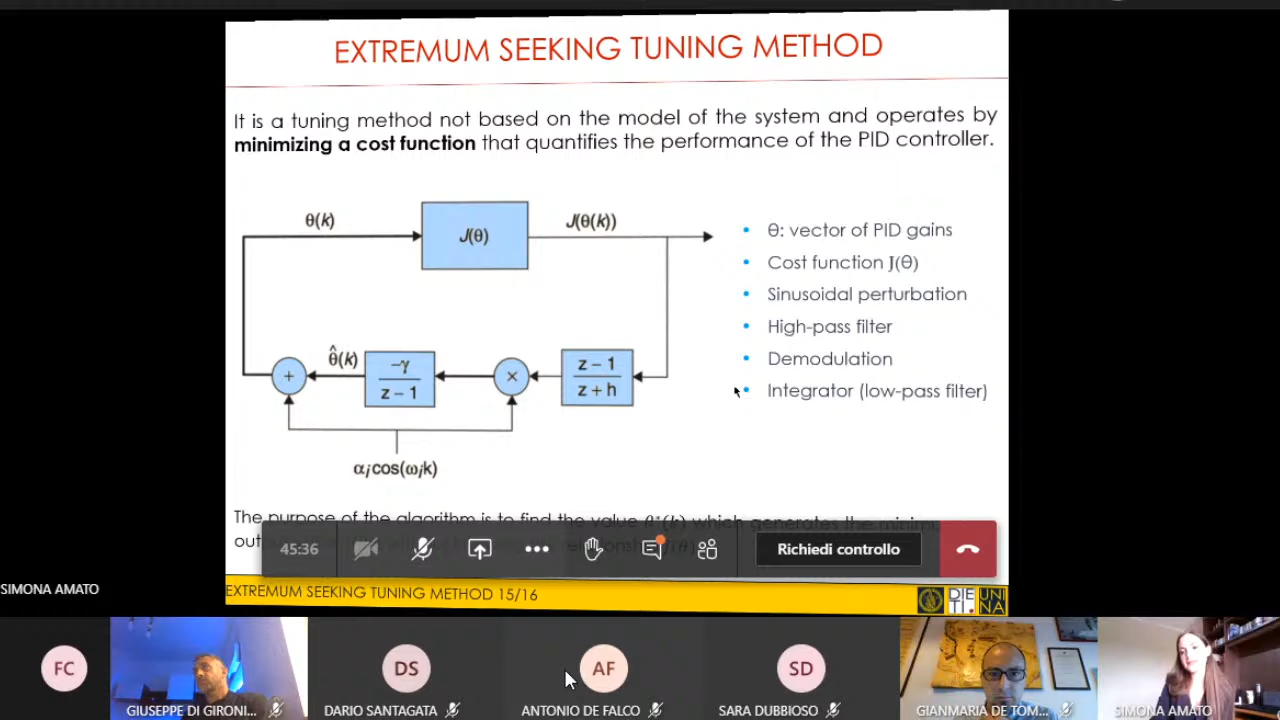 EXTREMUM SEEKING TUNING METHOD
It is a tuning method not based on the model of the system and operates by
minimizing a cost function that quantifies the performance of the PID controller.
θ(k)
J(θ)
J(θ(k))
• θ: vector of PID gains
• Cost function J(θ)
• Sinusoidal perturbation
• High-pass filter
• Demodulation
• Integrator (low-pass filter)
+
θ̂(k)
−γ
z − 1
×
z − 1
z + h
αᵢcos(ωᵢk)
The purpose of the algorithm is to find the value θ*(k) which generates the
45:36
Richiedi controllo
SIMONA AMATO
EXTREMUM SEEKING TUNING METHOD 15/16
DIE
TI.
UNI
NA
FC
DS
AF
SD
GIUSEPPE DI GIRONI...
DARIO SANTAGATA
ANTONIO DE FALCO
SARA DUBBIOSO
GIANMARIA DE TOM...
SIMONA AMATO